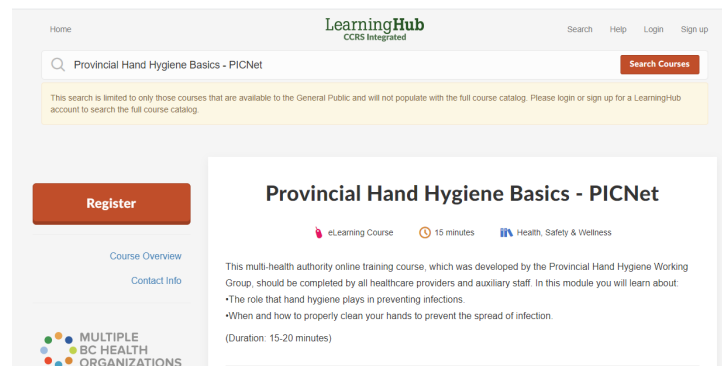 Home
LearningHub
CCRS Integrated
Search Help Login Sign up
Provincial Hand Hygiene Basics - PICNet
Search Courses
This search is limited to only those courses that are available to the General Public and will not populate with the full course catalog. Please login or sign up for a LearningHub
account to search the full course catalog.
Register
Course Overview
Contact Info
MULTIPLE
BC HEALTH
ORGANIZATIONS
Provincial Hand Hygiene Basics - PICNet
eLearning Course 15 minutes Health, Safety & Wellness
This multi-health authority online training course, which was developed by the Provincial Hand Hygiene Working
Group, should be completed by all healthcare providers and auxiliary staff. In this module you will learn about:
•The role that hand hygiene plays in preventing infections.
•When and how to properly clean your hands to prevent the spread of infection.
(Duration: 15-20 minutes)